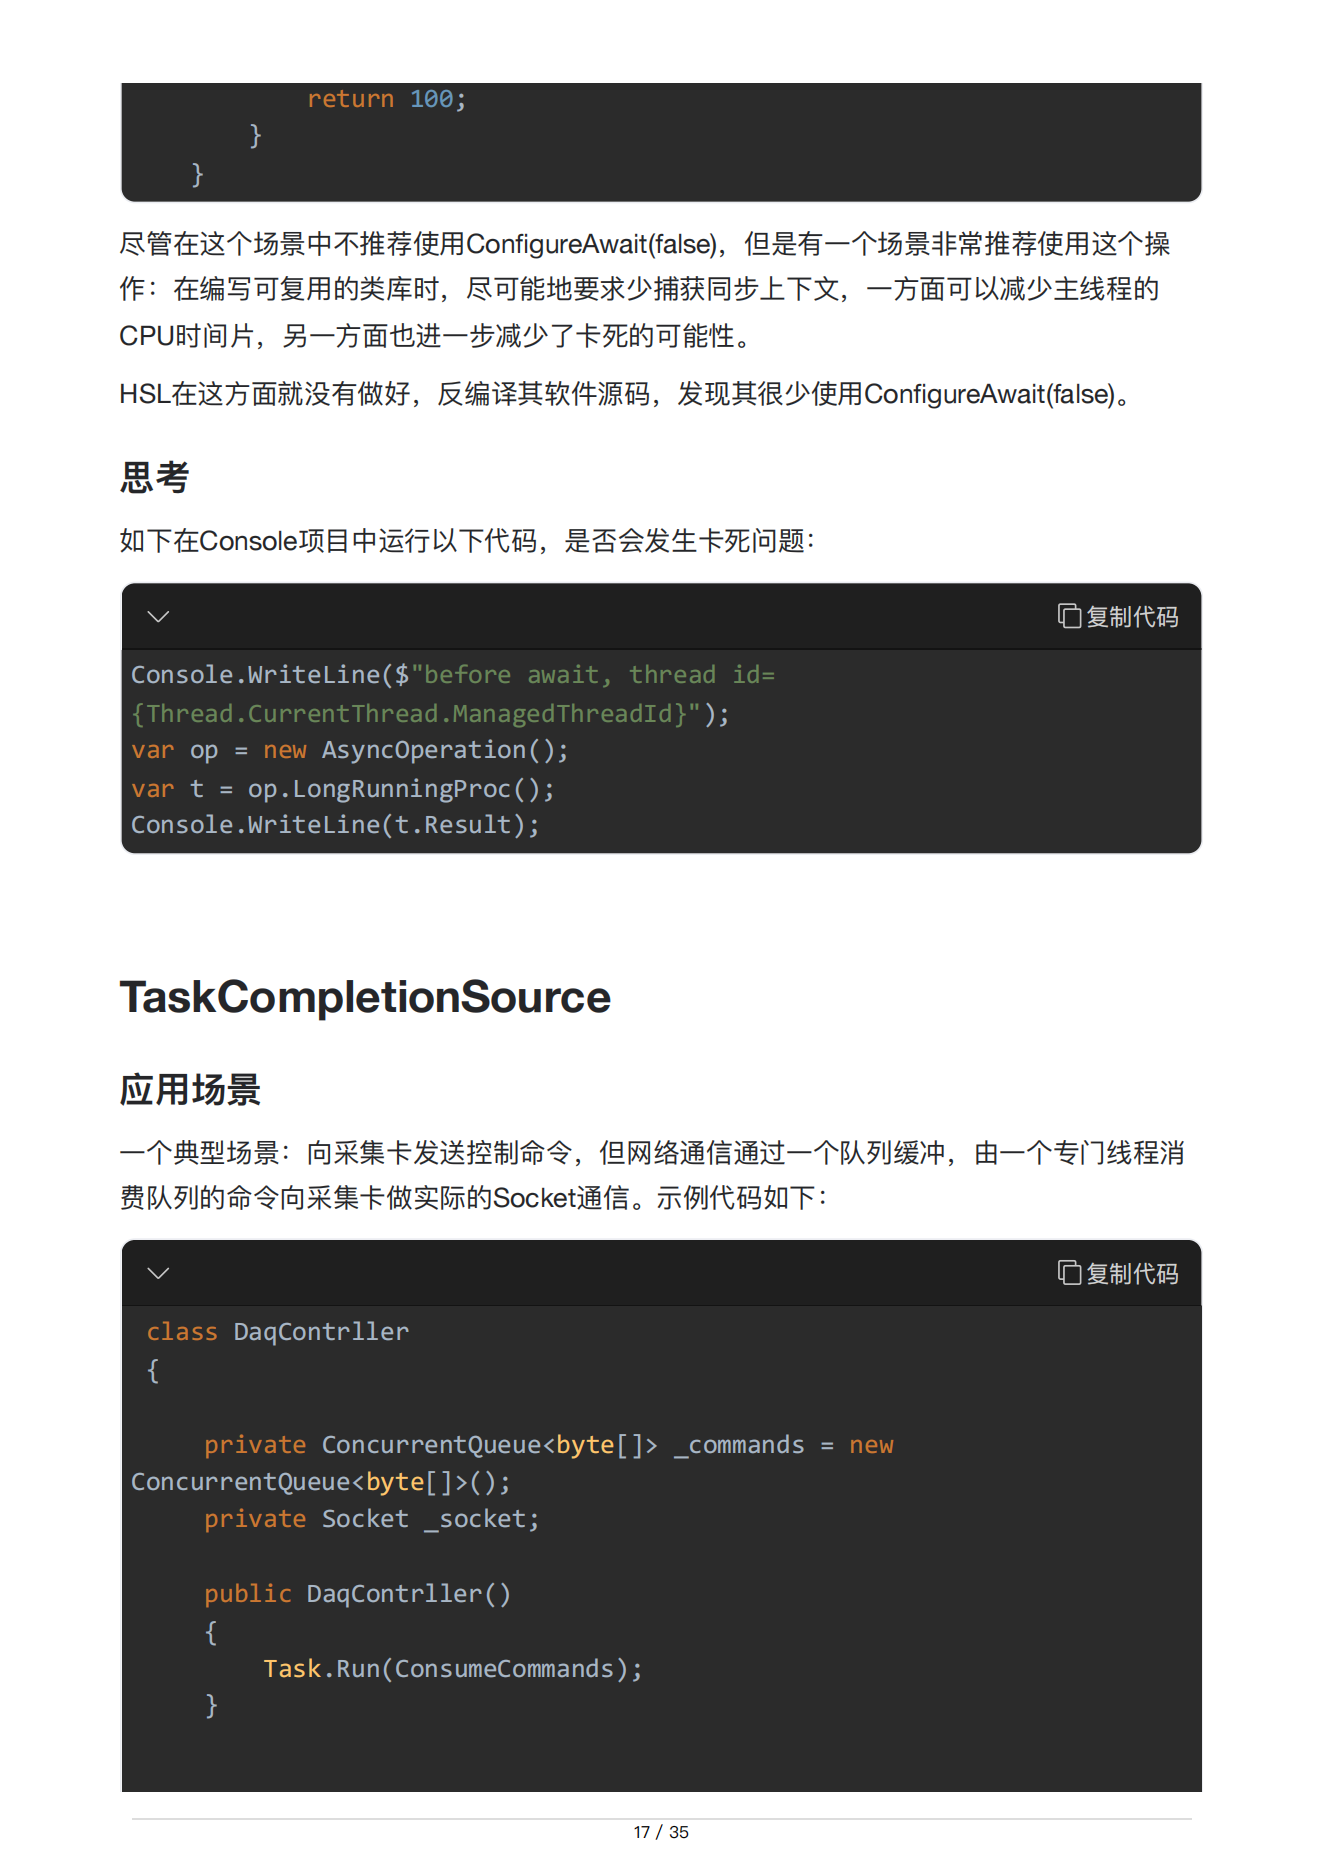 return 100;
}
}
尽管在这个场景中不推荐使用ConfigureAwait(false)，但是有一个场景非常推荐使用这个操
作：在编写可复用的类库时，尽可能地要求少捕获同步上下文，一方面可以减少主线程的
CPU时间片，另一方面也进一步减少了卡死的可能性。
HSL在这方面就没有做好，反编译其软件源码，发现其很少使用ConfigureAwait(false)。
思考
如下在Console项目中运行以下代码，是否会发生卡死问题：
复制代码
Console.WriteLine($"before await, thread id=
{Thread.CurrentThread.ManagedThreadId}");
var op = new AsyncOperation();
var t = op.LongRunningProc();
Console.WriteLine(t.Result);
TaskCompletionSource
应用场景
一个典型场景：向采集卡发送控制命令，但网络通信通过一个队列缓冲，由一个专门线程消
费队列的命令向采集卡做实际的Socket通信。示例代码如下：
复制代码
class DaqContrller
{
private ConcurrentQueue<byte[]> _commands = new
ConcurrentQueue<byte[]>();
private Socket _socket;
public DaqContrller()
{
Task.Run(ConsumeCommands);
}
17 / 35